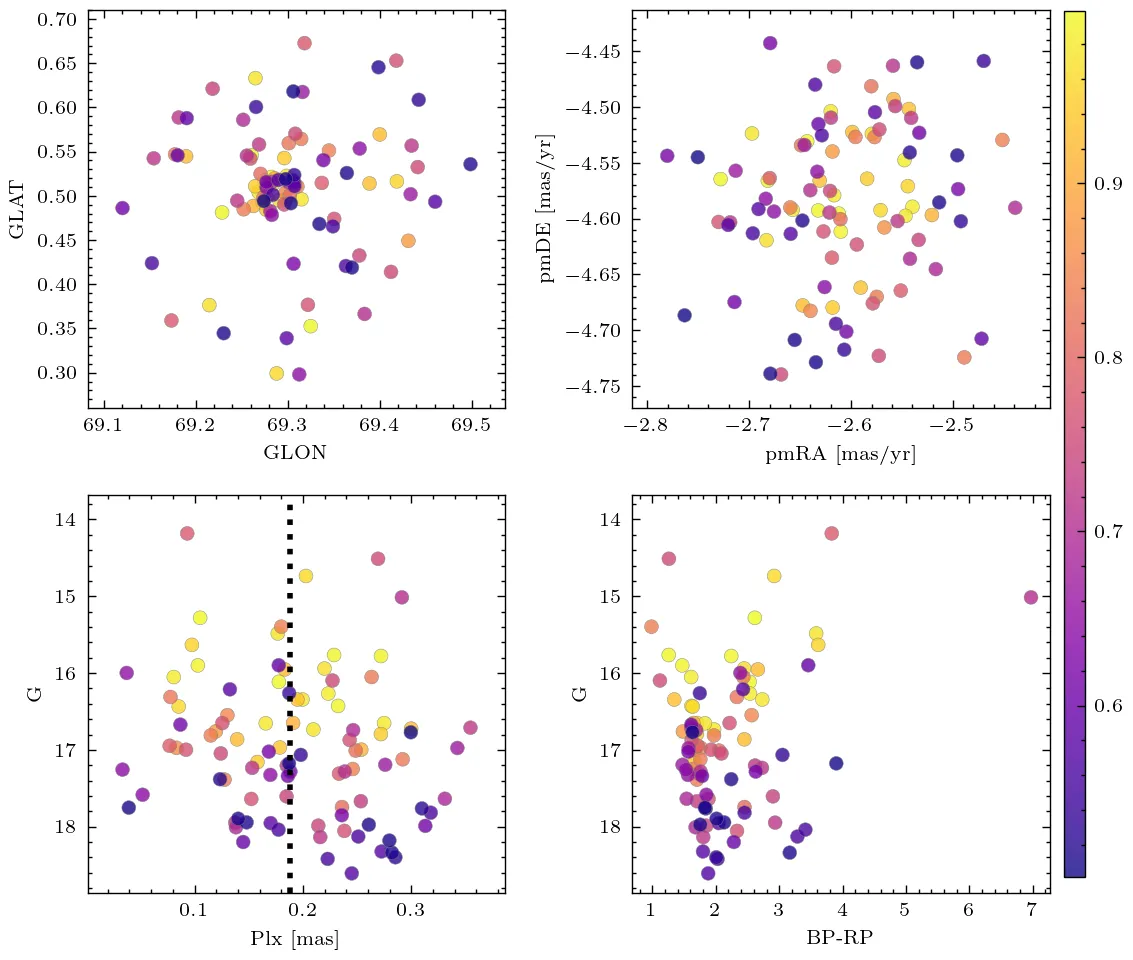 0.70
0.65
0.60
0.55
0.50
0.45
0.40
0.35
0.30
GLAT
69.1 69.2 69.3 69.4 69.5
GLON
−4.45
−4.50
−4.55
−4.60
−4.65
−4.70
−4.75
pmDE [mas/yr]
−2.8 −2.7 −2.6 −2.5
pmRA [mas/yr]
0.9
0.8
0.7
0.6
14
15
16
17
18
G
0.1 0.2 0.3
Plx [mas]
14
15
16
17
18
G
1 2 3 4 5 6 7
BP-RP